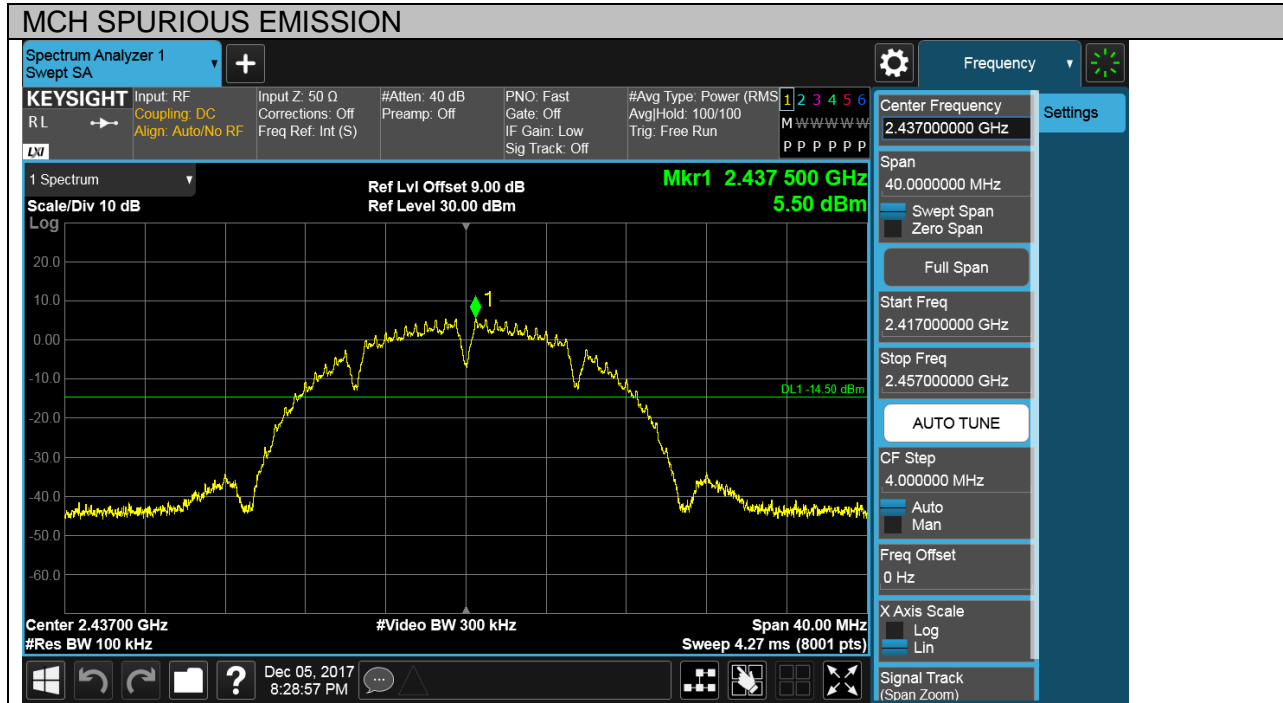 MCH SPURIOUS EMISSION
Spectrum Analyzer 1
Swept SA
Frequency
KEYSIGHT
RL
LXI
Input: RF
Coupling: DC
Align: Auto/No RF
Input Z: 50 Ω
Corrections: Off
Freq Ref: Int (S)
#Atten: 40 dB
Preamp: Off
PNO: Fast
Gate: Off
IF Gain: Low
Sig Track: Off
#Avg Type: Power (RMS
Avg|Hold: 100/100
Trig: Free Run
1 2 3 4 5 6
M W W W W W
P P P P P P
1 Spectrum
Scale/Div 10 dB
Log
Ref Lvl Offset 9.00 dB
Ref Level 30.00 dBm
Mkr1 2.437 500 GHz
5.50 dBm
20.0
10.0
0.00
-10.0
-20.0
-30.0
-40.0
-50.0
-60.0
1
DL1 -14.50 dBm
Center 2.43700 GHz
#Res BW 100 kHz
#Video BW 300 kHz
Span 40.00 MHz
Sweep 4.27 ms (8001 pts)
Center Frequency
2.437000000 GHz
Settings
Span
40.0000000 MHz
Swept Span
Zero Span
Full Span
Start Freq
2.417000000 GHz
Stop Freq
2.457000000 GHz
AUTO TUNE
CF Step
4.000000 MHz
Auto
Man
Freq Offset
0 Hz
X Axis Scale
Log
Lin
Signal Track
(Span Zoom)
?
Dec 05, 2017
8:28:57 PM